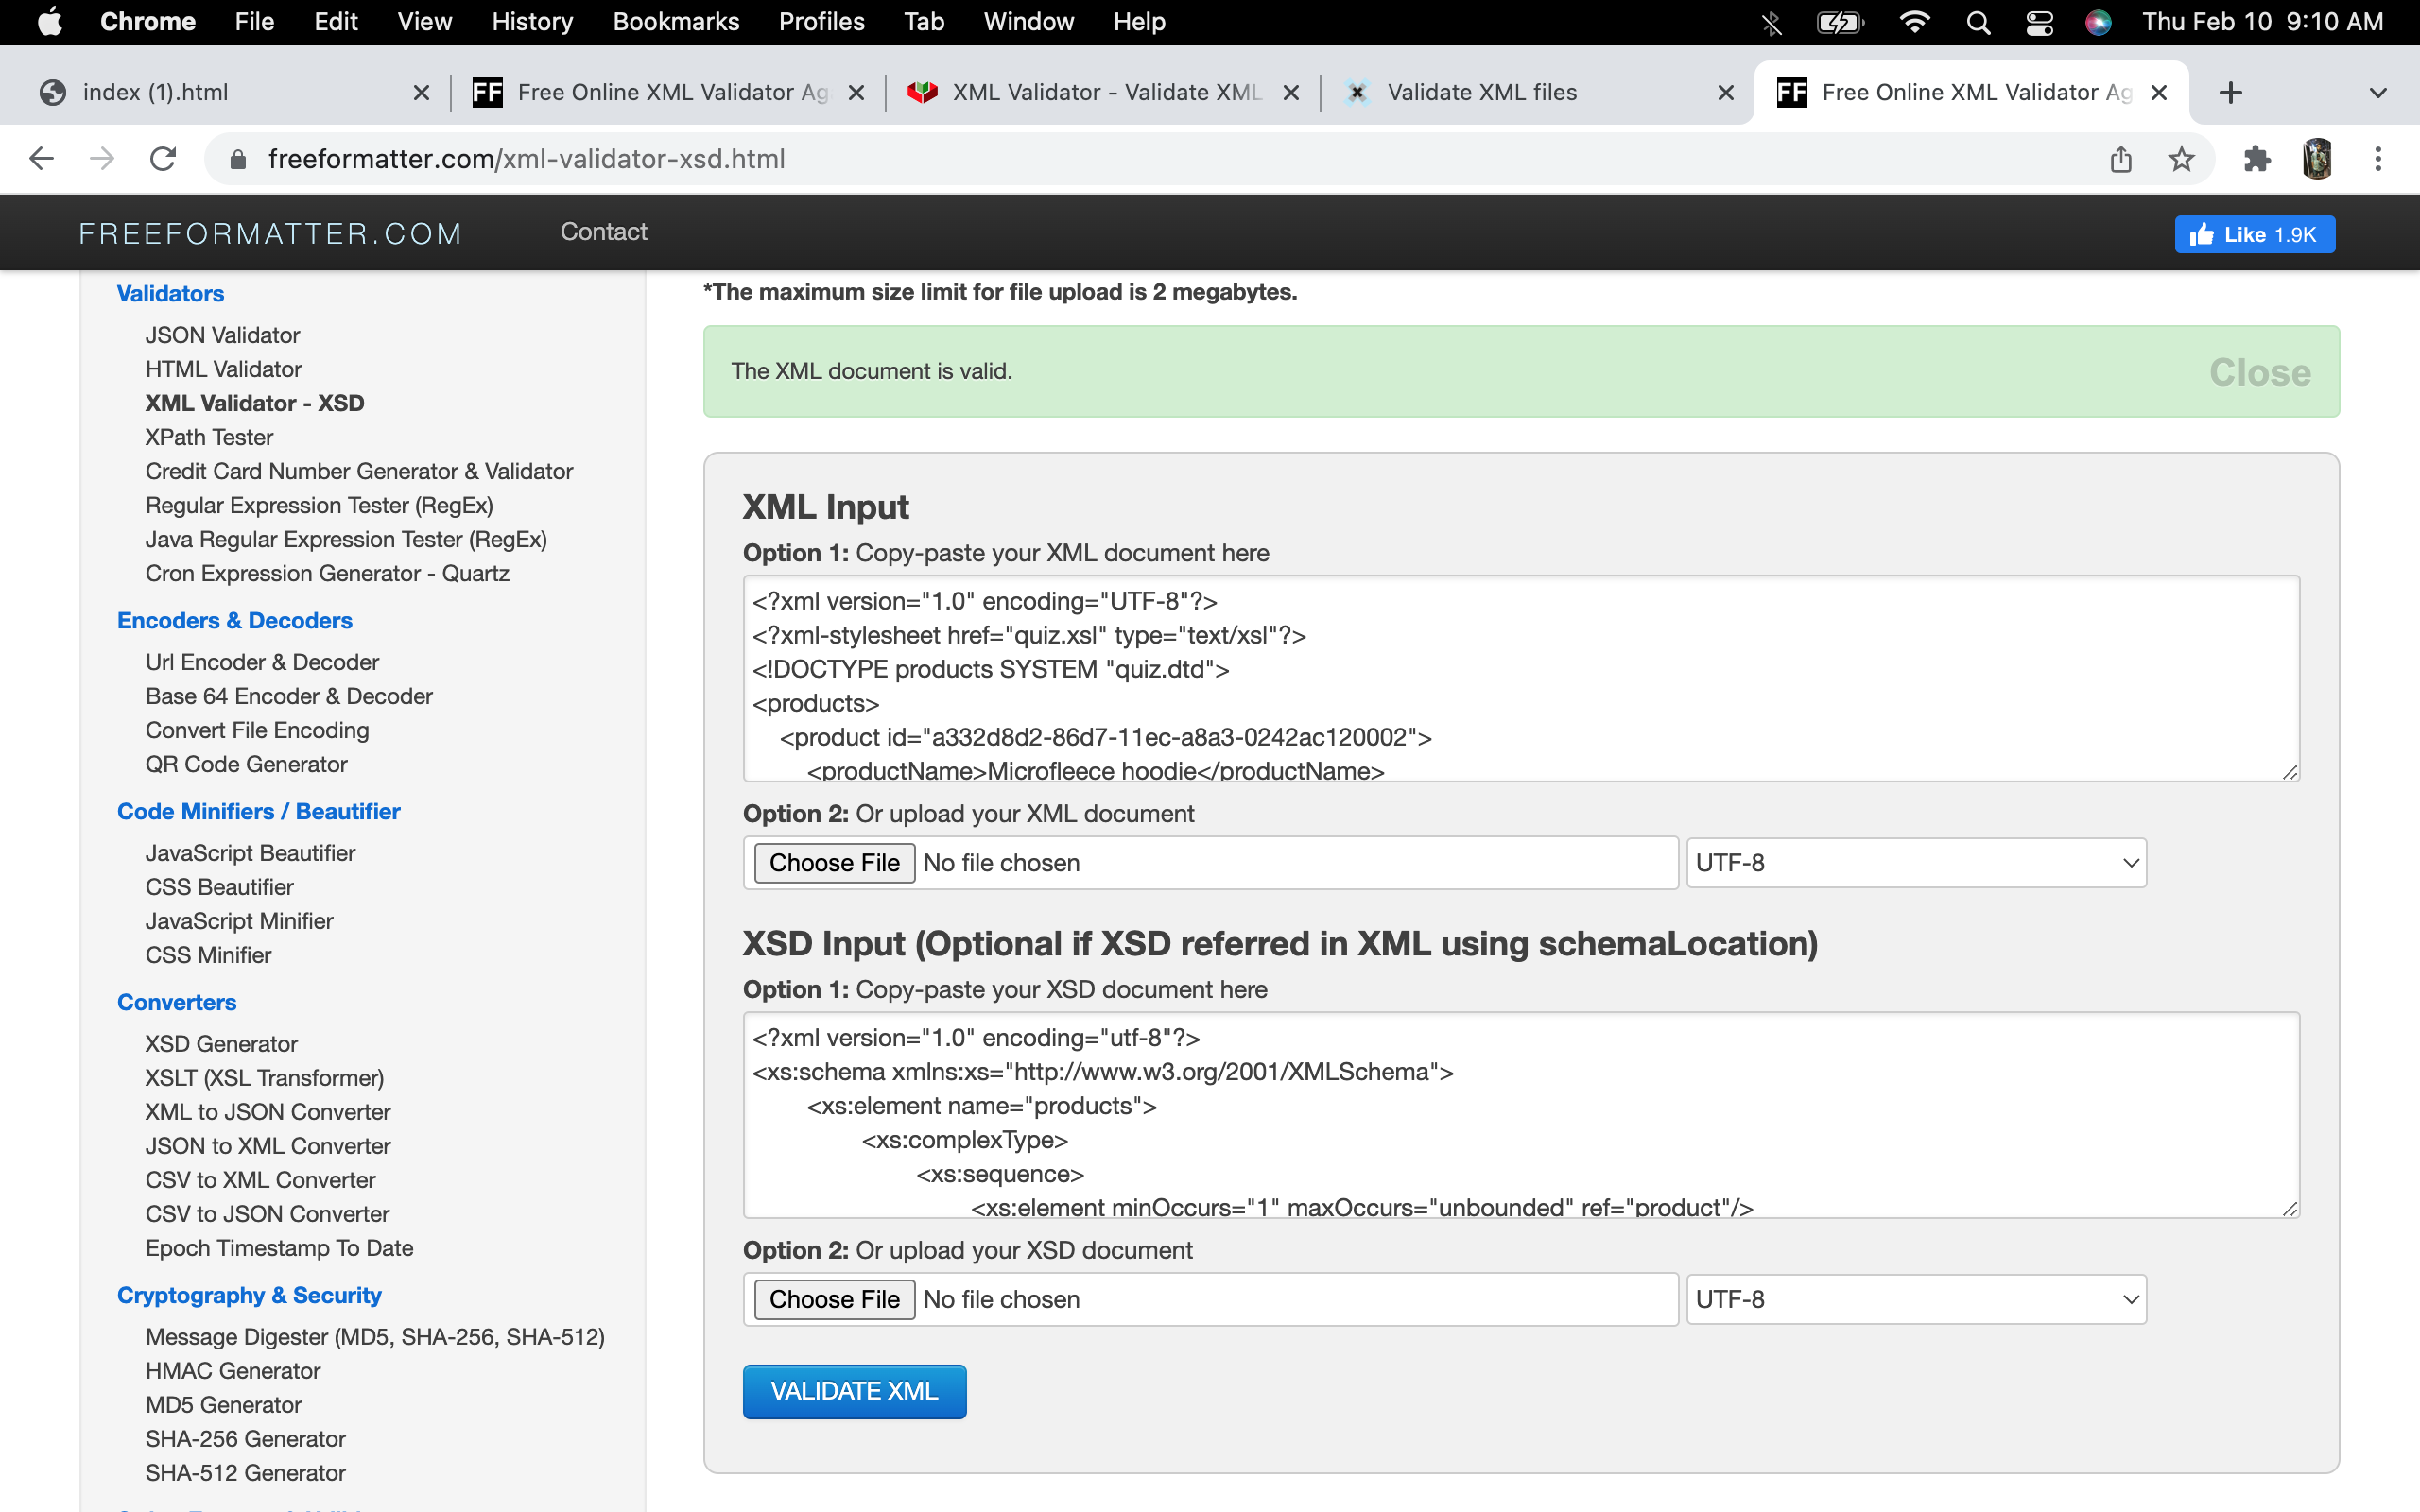 Chrome File Edit View History Bookmarks Profiles Tab Window Help Thu Feb 10 9:10 AM
index (1).html
FF Free Online XML Validator Ag
XML Validator - Validate XML
Validate XML files
FF Free Online XML Validator Ag
freeformatter.com/xml-validator-xsd.html
FREEFORMATTER.COM Contact Like 1.9K
Validators
JSON Validator
HTML Validator
XML Validator - XSD
XPath Tester
Credit Card Number Generator & Validator
Regular Expression Tester (RegEx)
Java Regular Expression Tester (RegEx)
Cron Expression Generator - Quartz
Encoders & Decoders
Url Encoder & Decoder
Base 64 Encoder & Decoder
Convert File Encoding
QR Code Generator
Code Minifiers / Beautifier
JavaScript Beautifier
CSS Beautifier
JavaScript Minifier
CSS Minifier
Converters
XSD Generator
XSLT (XSL Transformer)
XML to JSON Converter
JSON to XML Converter
CSV to XML Converter
CSV to JSON Converter
Epoch Timestamp To Date
Cryptography & Security
Message Digester (MD5, SHA-256, SHA-512)
HMAC Generator
MD5 Generator
SHA-256 Generator
SHA-512 Generator
*The maximum size limit for file upload is 2 megabytes.
The XML document is valid. Close
XML Input
Option 1: Copy-paste your XML document here
<?xml version="1.0" encoding="UTF-8"?>
<?xml-stylesheet href="quiz.xsl" type="text/xsl"?>
<!DOCTYPE products SYSTEM "quiz.dtd">
<products>
<product id="a332d8d2-86d7-11ec-a8a3-0242ac120002">
<productName>Microfleece hoodie</productName>
Option 2: Or upload your XML document
Choose File No file chosen UTF-8
XSD Input (Optional if XSD referred in XML using schemaLocation)
Option 1: Copy-paste your XSD document here
<?xml version="1.0" encoding="utf-8"?>
<xs:schema xmlns:xs="http://www.w3.org/2001/XMLSchema">
<xs:element name="products">
<xs:complexType>
<xs:sequence>
<xs:element minOccurs="1" maxOccurs="unbounded" ref="product"/>
Option 2: Or upload your XSD document
Choose File No file chosen UTF-8
VALIDATE XML